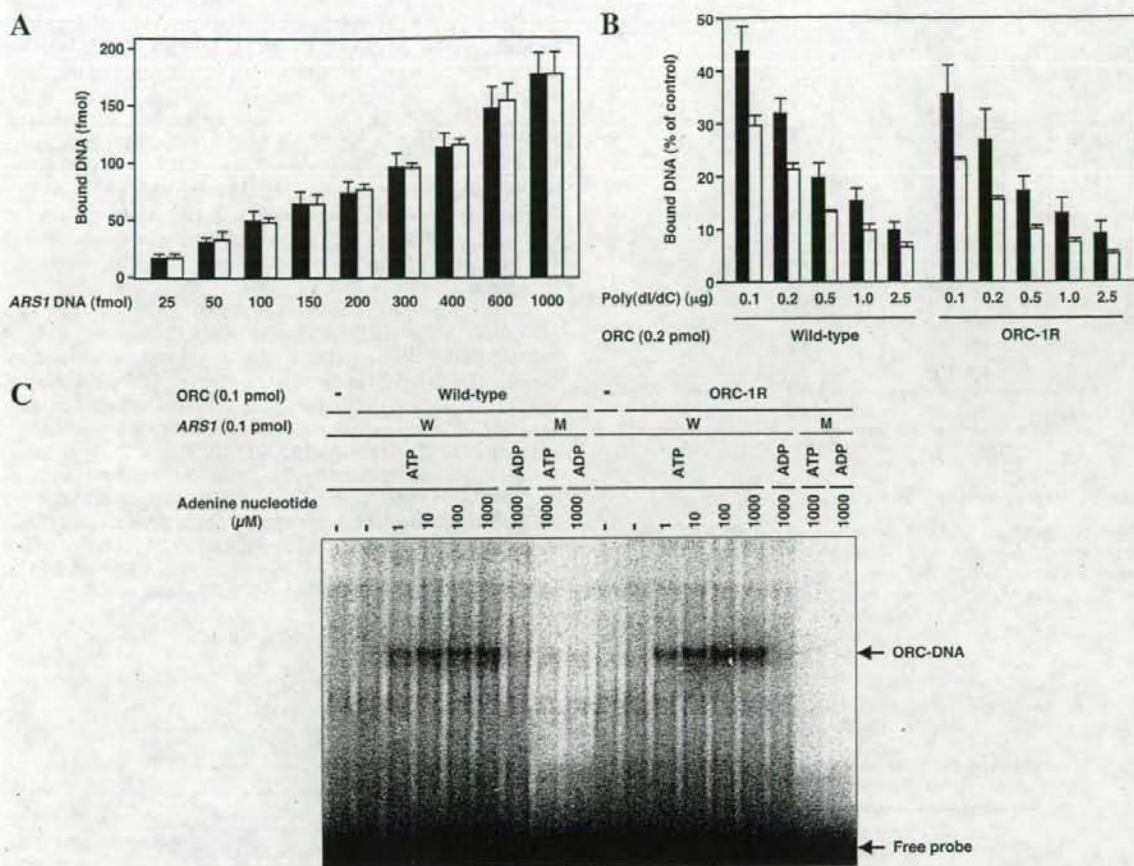 A
200
150
100
50
0
Bound DNA (fmol)
ARS1 DNA (fmol) 25 50 100 150 200 300 400 600 1000
B
50
40
30
20
10
0
Bound DNA (% of control)
Poly(dI/dC) (μg) 0.1 0.2 0.5 1.0 2.5 0.1 0.2 0.5 1.0 2.5
ORC (0.2 pmol) Wild-type ORC-1R
C
ORC (0.1 pmol) - Wild-type - ORC-1R
ARS1 (0.1 pmol) W M W M
ATP ADP ATP ADP ATP ADP ATP ADP
Adenine nucleotide (μM) - - 1 10 100 1000 1000 1000 1000 - - 1 10 100 1000 1000 1000 1000
ORC-DNA
Free probe